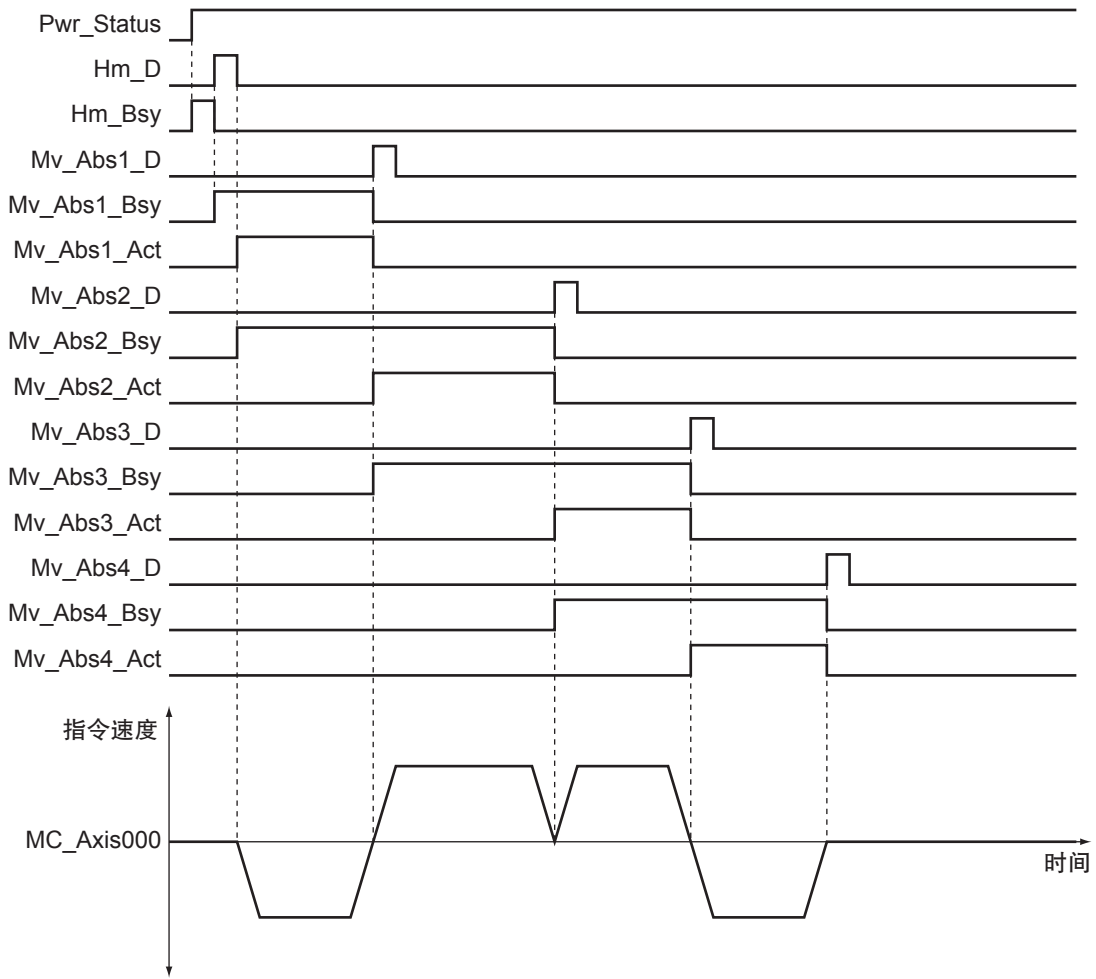 Pwr_Status
Hm_D
Hm_Bsy
Mv_Abs1_D
Mv_Abs1_Bsy
Mv_Abs1_Act
Mv_Abs2_D
Mv_Abs2_Bsy
Mv_Abs2_Act
Mv_Abs3_D
Mv_Abs3_Bsy
Mv_Abs3_Act
Mv_Abs4_D
Mv_Abs4_Bsy
Mv_Abs4_Act
指令速度
MC_Axis000
时间